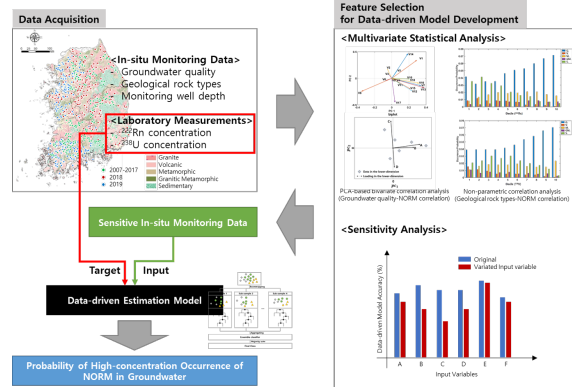 Data Acquisition
<In-situ Monitoring Data>
- Groundwater quality
- Geological rock types
- Monitoring well depth
<Laboratory Measurements>
- 222Rn concentration
- 238U concentration
Granite
Volcanic
Metamorphic
Granitic Metamorphic
Sedimentary
2007-2017
2018
2019
Sensitive In-situ Monitoring Data
Target
Input
Data-driven Estimation Model
Probability of High-concentration Occurrence of
NORM in Groundwater
Feature Selection
for Data-driven Model Development
<Multivariate Statistical Analysis>
PCA-based bivariate correlation analysis
(Groundwater quality-NORM correlation)
Non-parametric correlation analysis
(Geological rock types-NORM correlation)
<Sensitivity Analysis>
Original
Variated Input variable
Data-driven Model Accuracy (%)
A B C D E F
Input Variables